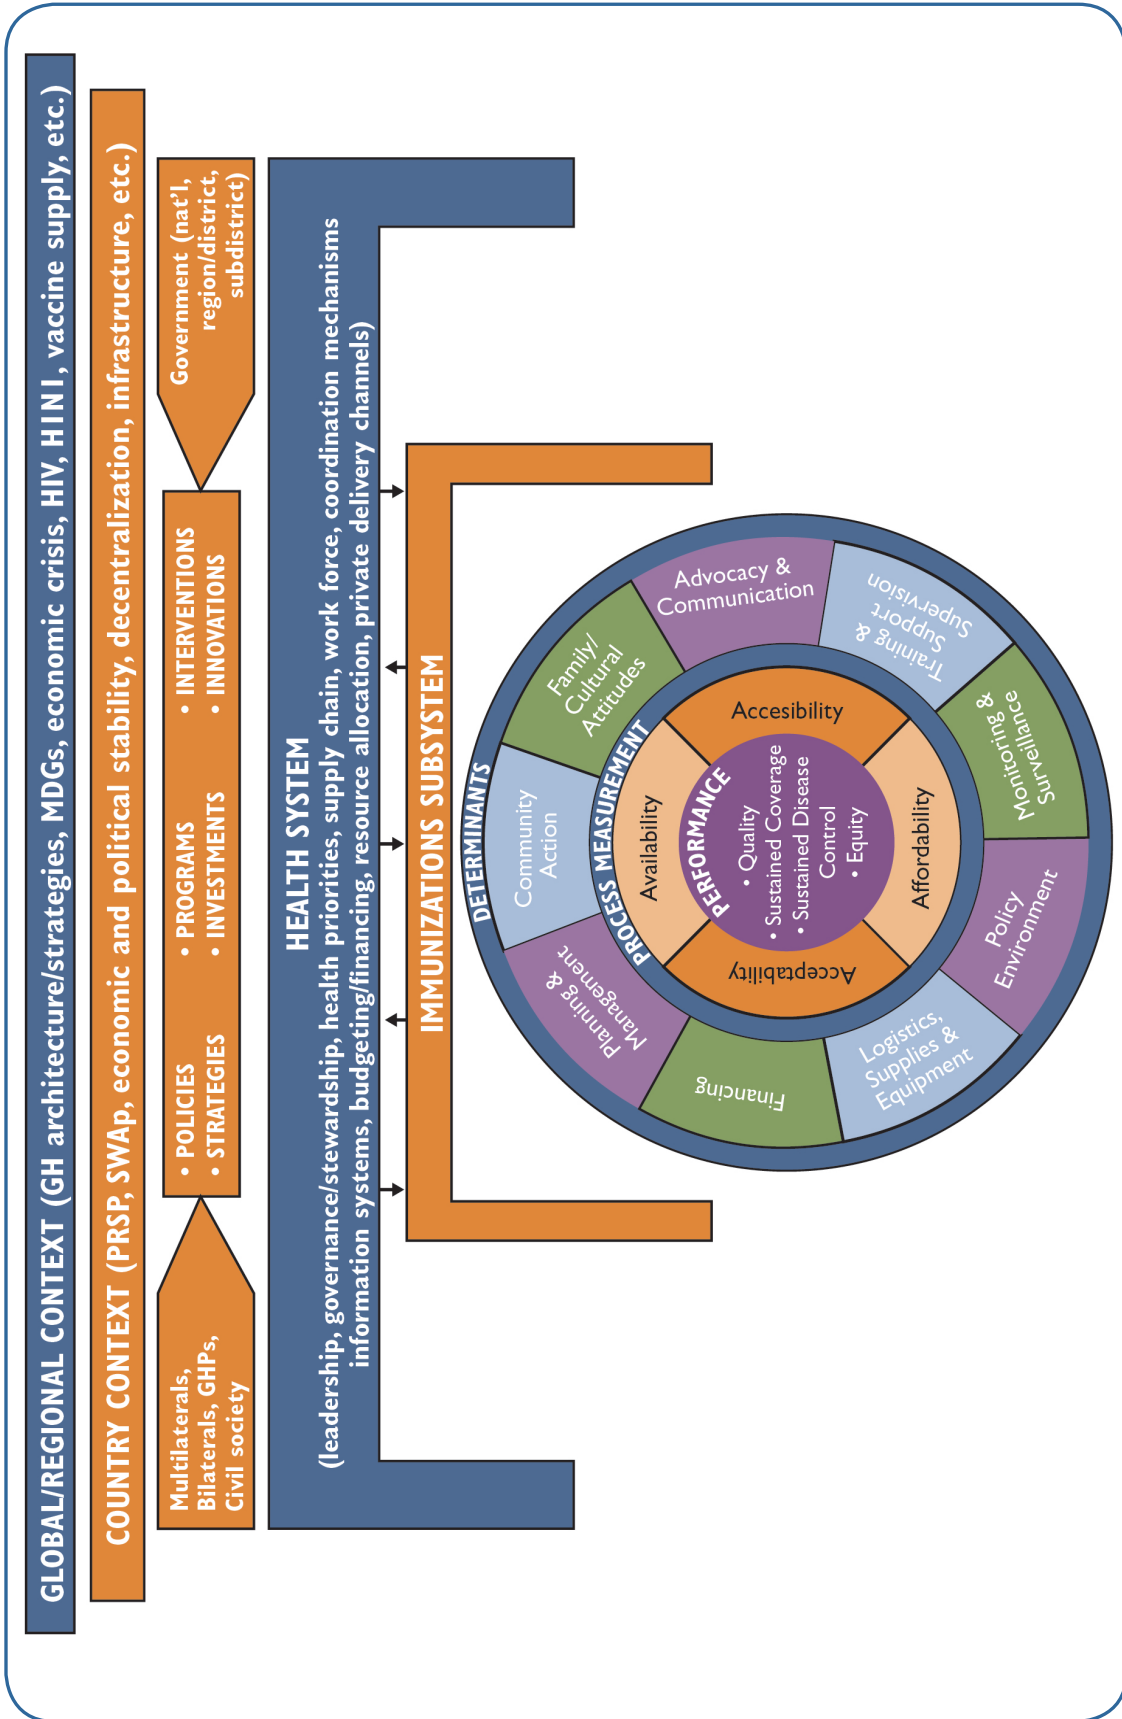 GLOBAL/REGIONAL CONTEXT (GH architecture/strategies, MDGs, economic crisis, HIV, H1N1, vaccine supply, etc.)
COUNTRY CONTEXT (PRSP, SWAp, economic and political stability, decentralization, infrastructure, etc.)
Multilaterals,
Bilaterals, GHPs,
Civil society
• POLICIES
• STRATEGIES
• PROGRAMS
• INVESTMENTS
• INTERVENTIONS
• INNOVATIONS
Government (nat'l,
region/district,
subdistrict)
HEALTH SYSTEM
(leadership, governance/stewardship, health priorities, supply chain, work force, coordination mechanisms
information systems, budgeting/financing, resource allocation, private delivery channels)
IMMUNIZATIONS SUBSYSTEM
DETERMINANTS
Community
Action
Family/
Cultural
Attitudes
Advocacy &
Communication
Training &
Support
Supervision
Monitoring &
Surveillance
Policy
Environment
Logistics,
Supplies &
Equipment
Financing
Planning &
Management
PROCESS MEASUREMENT
Availability
Accesibility
Affordability
Acceptability
PERFORMANCE
• Quality
• Sustained Coverage
• Sustained Disease
Control
• Equity